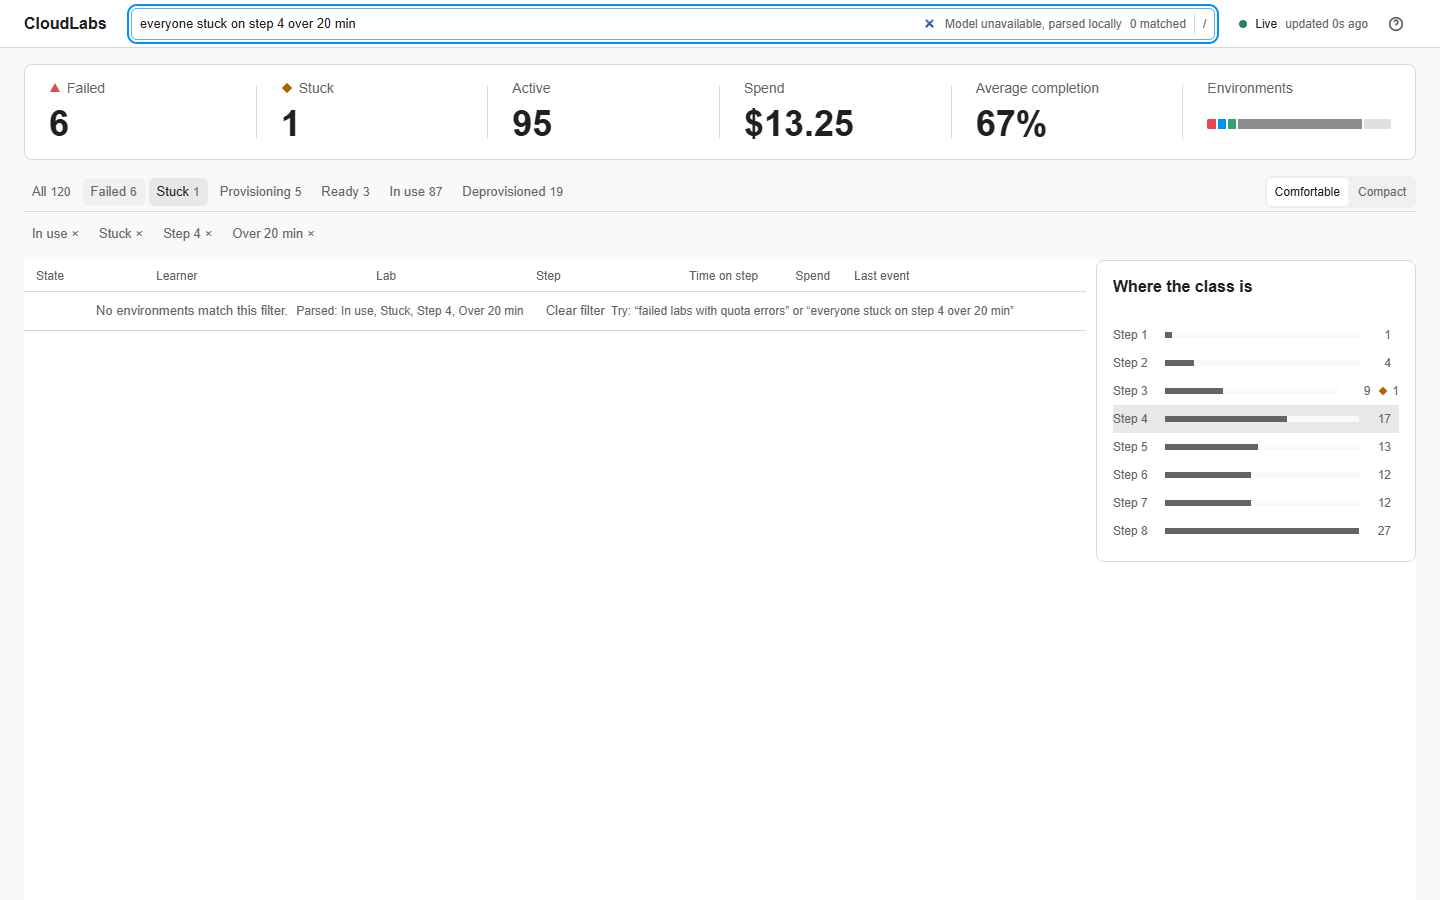 CloudLabs
everyone stuck on step 4 over 20 min × Model unavailable, parsed locally 0 matched /
Live updated 0s ago
Failed Stuck Active Spend Average completion Environments
6 1 95 $13.25 67%
All 120 Failed 6 Stuck 1 Provisioning 5 Ready 3 In use 87 Deprovisioned 19 Comfortable Compact
In use × Stuck × Step 4 × Over 20 min ×
State Learner Lab Step Time on step Spend Last event
No environments match this filter. Parsed: In use, Stuck, Step 4, Over 20 min Clear filter Try: “failed labs with quota errors” or “everyone stuck on step 4 over 20 min”
Where the class is
Step 1 1
Step 2 4
Step 3 9 1
Step 4 17
Step 5 13
Step 6 12
Step 7 12
Step 8 27